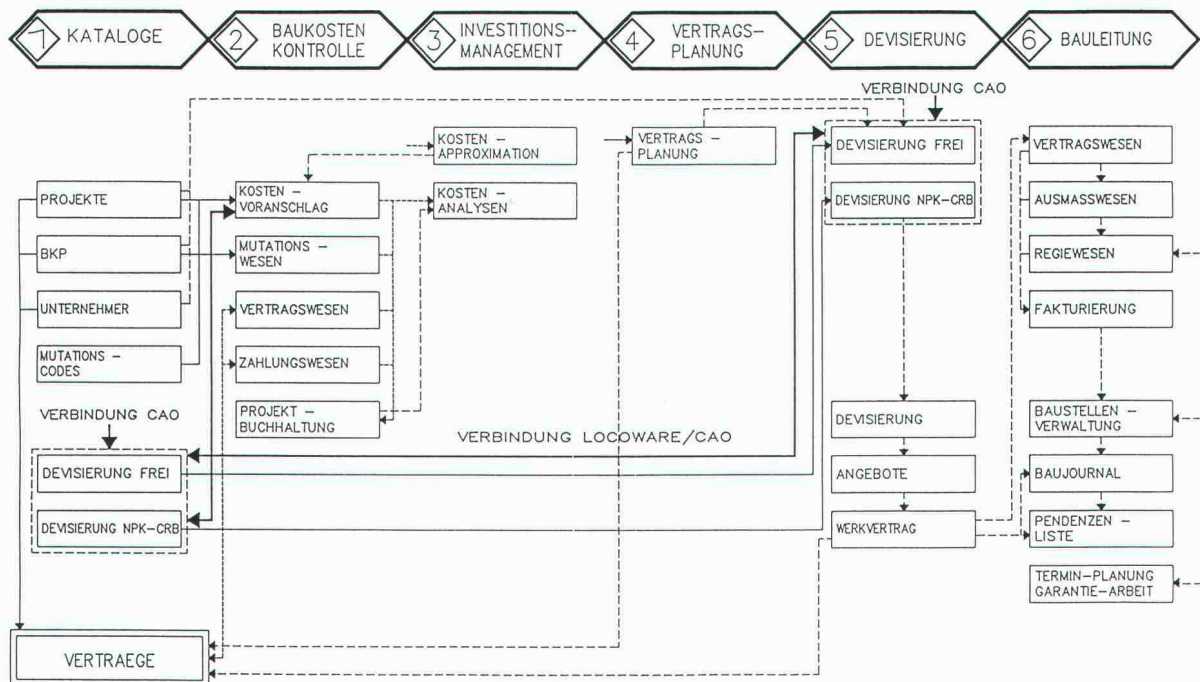 1 KATALOGE
2 BAUKOSTEN
KONTROLLE
3 INVESTITIONS-
MANAGEMENT
4 VERTRAGS-
PLANUNG
5 DEVISIERUNG
6 BAULEITUNG
PROJEKTE
BKP
UNTERNEHMER
MUTATIONS -
CODES
VERBINDUNG CAO
DEVISIERUNG FREI
DEVISIERUNG NPK-CRB
VERTRAEGE
KOSTEN -
VORANSCHLAG
MUTATIONS -
WESEN
VERTRAGSWESEN
ZAHLUNGSWESEN
PROJEKT -
BUCHHALTUNG
KOSTEN -
APPROXIMATION
KOSTEN -
ANALYSEN
VERBINDUNG LOCOWARE/CAO
VERTRAGS -
PLANUNG
VERBINDUNG CAO
DEVISIERUNG FREI
DEVISIERUNG NPK-CRB
DEVISIERUNG
ANGEBOTE
WERKVERTRAG
VERTRAGSWESEN
AUSMASSWESEN
REGIEWESEN
FAKTURIERUNG
BAUSTELLEN -
VERWALTUNG
BAUJOURNAL
PENDENZEN -
LISTE
TERMIN-PLANUNG
GARANTIE-ARBEIT